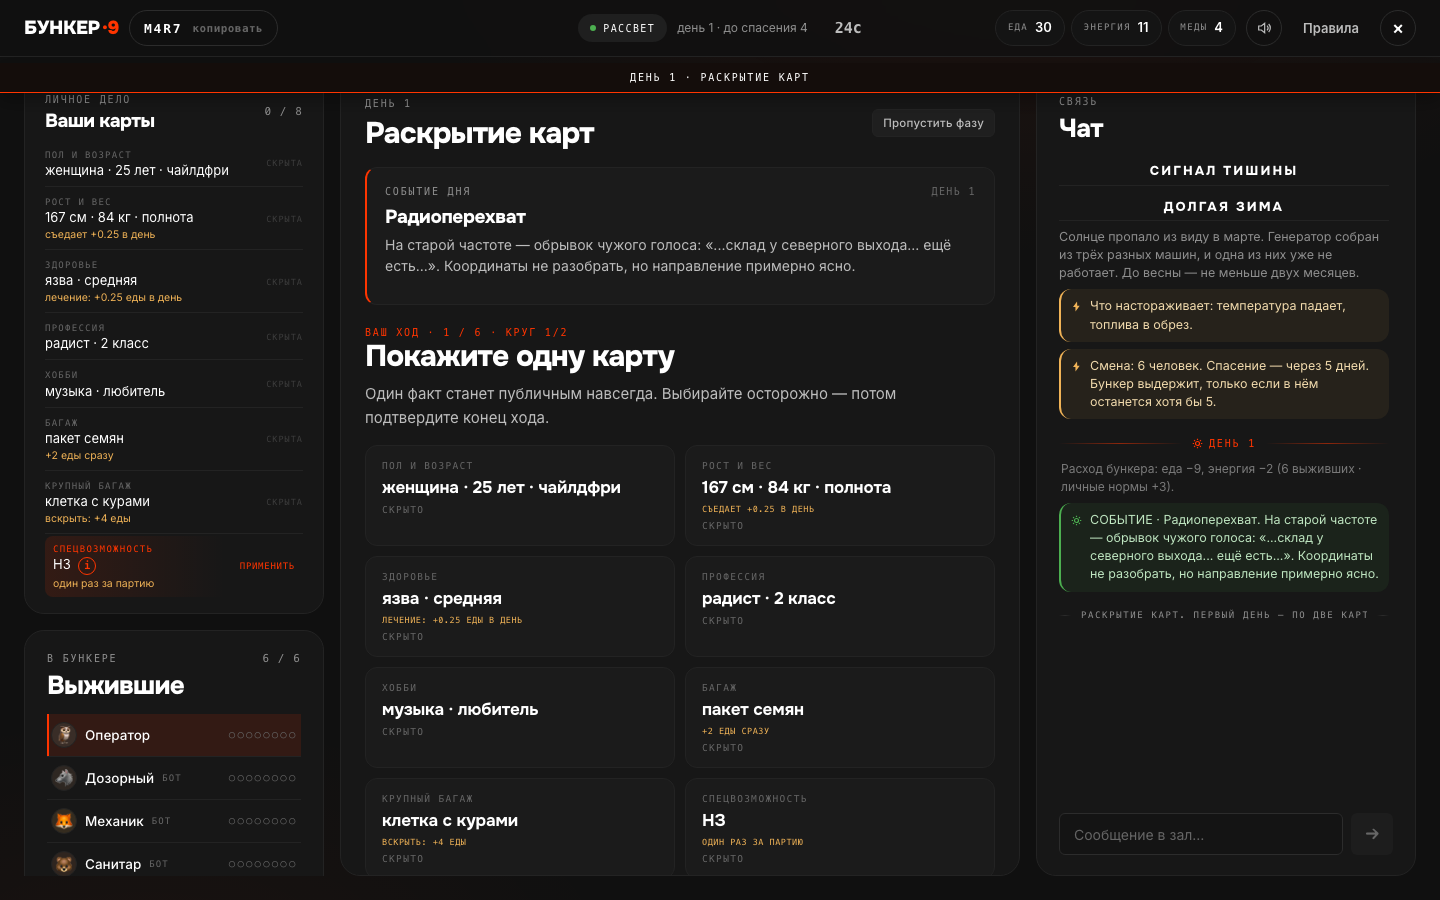 БУНКЕР·9
M4R7 копировать
РАССВЕТ
день 1 · до спасения 4
24с
ЕДА 30
ЭНЕРГИЯ 11
МЕДЫ 4
Правила
ДЕНЬ 1 · РАСКРЫТИЕ КАРТ
ЛИЧНОЕ ДЕЛО
Ваши карты
0 / 8
ПОЛ И ВОЗРАСТ
женщина · 25 лет · чайлдфри
СКРЫТА
РОСТ И ВЕС
167 см · 84 кг · полнота
съедает +0.25 в день
СКРЫТА
ЗДОРОВЬЕ
язва · средняя
лечение: +0.25 еды в день
СКРЫТА
ПРОФЕССИЯ
радист · 2 класс
СКРЫТА
ХОББИ
музыка · любитель
СКРЫТА
БАГАЖ
пакет семян
+2 еды сразу
СКРЫТА
КРУПНЫЙ БАГАЖ
клетка с курами
вскрыть: +4 еды
СКРЫТА
СПЕЦВОЗМОЖНОСТЬ
НЗ i
один раз за партию
ПРИМЕНИТЬ
В БУНКЕРЕ
6 / 6
Выжившие
Оператор
Дозорный БОТ
Механик БОТ
Санитар БОТ
ДЕНЬ 1
Раскрытие карт
Пропустить фазу
СОБЫТИЕ ДНЯ
ДЕНЬ 1
Радиоперехват
На старой частоте — обрывок чужого голоса: «…склад у северного выхода… ещё
есть…». Координаты не разобрать, но направление примерно ясно.
ВАШ ХОД · 1 / 6 · КРУГ 1/2
Покажите одну карту
Один факт станет публичным навсегда. Выбирайте осторожно — потом
подтвердите конец хода.
ПОЛ И ВОЗРАСТ
женщина · 25 лет · чайлдфри
СКРЫТО
РОСТ И ВЕС
167 см · 84 кг · полнота
СЪЕДАЕТ +0.25 В ДЕНЬ
СКРЫТО
ЗДОРОВЬЕ
язва · средняя
ЛЕЧЕНИЕ: +0.25 ЕДЫ В ДЕНЬ
СКРЫТО
ПРОФЕССИЯ
радист · 2 класс
СКРЫТО
ХОББИ
музыка · любитель
СКРЫТО
БАГАЖ
пакет семян
+2 ЕДЫ СРАЗУ
СКРЫТО
КРУПНЫЙ БАГАЖ
клетка с курами
ВСКРЫТЬ: +4 ЕДЫ
СКРЫТО
СПЕЦВОЗМОЖНОСТЬ
НЗ
ОДИН РАЗ ЗА ПАРТИЮ
СКРЫТО
СВЯЗЬ
Чат
СИГНАЛ ТИШИНЫ
ДОЛГАЯ ЗИМА
Солнце пропало из виду в марте. Генератор собран
из трёх разных машин, и одна из них уже не
работает. До весны — не меньше двух месяцев.
Что настораживает: температура падает,
топлива в обрез.
Смена: 6 человек. Спасение — через 5 дней.
Бункер выдержит, только если в нём
останется хотя бы 5.
ДЕНЬ 1
Расход бункера: еда −9, энергия −2 (6 выживших ·
личные нормы +3).
СОБЫТИЕ · Радиоперехват. На старой частоте
— обрывок чужого голоса: «…склад у
северного выхода… ещё есть…». Координаты
не разобрать, но направление примерно ясно.
РАСКРЫТИЕ КАРТ. ПЕРВЫЙ ДЕНЬ — ПО ДВЕ КАРТ
Сообщение в зал…